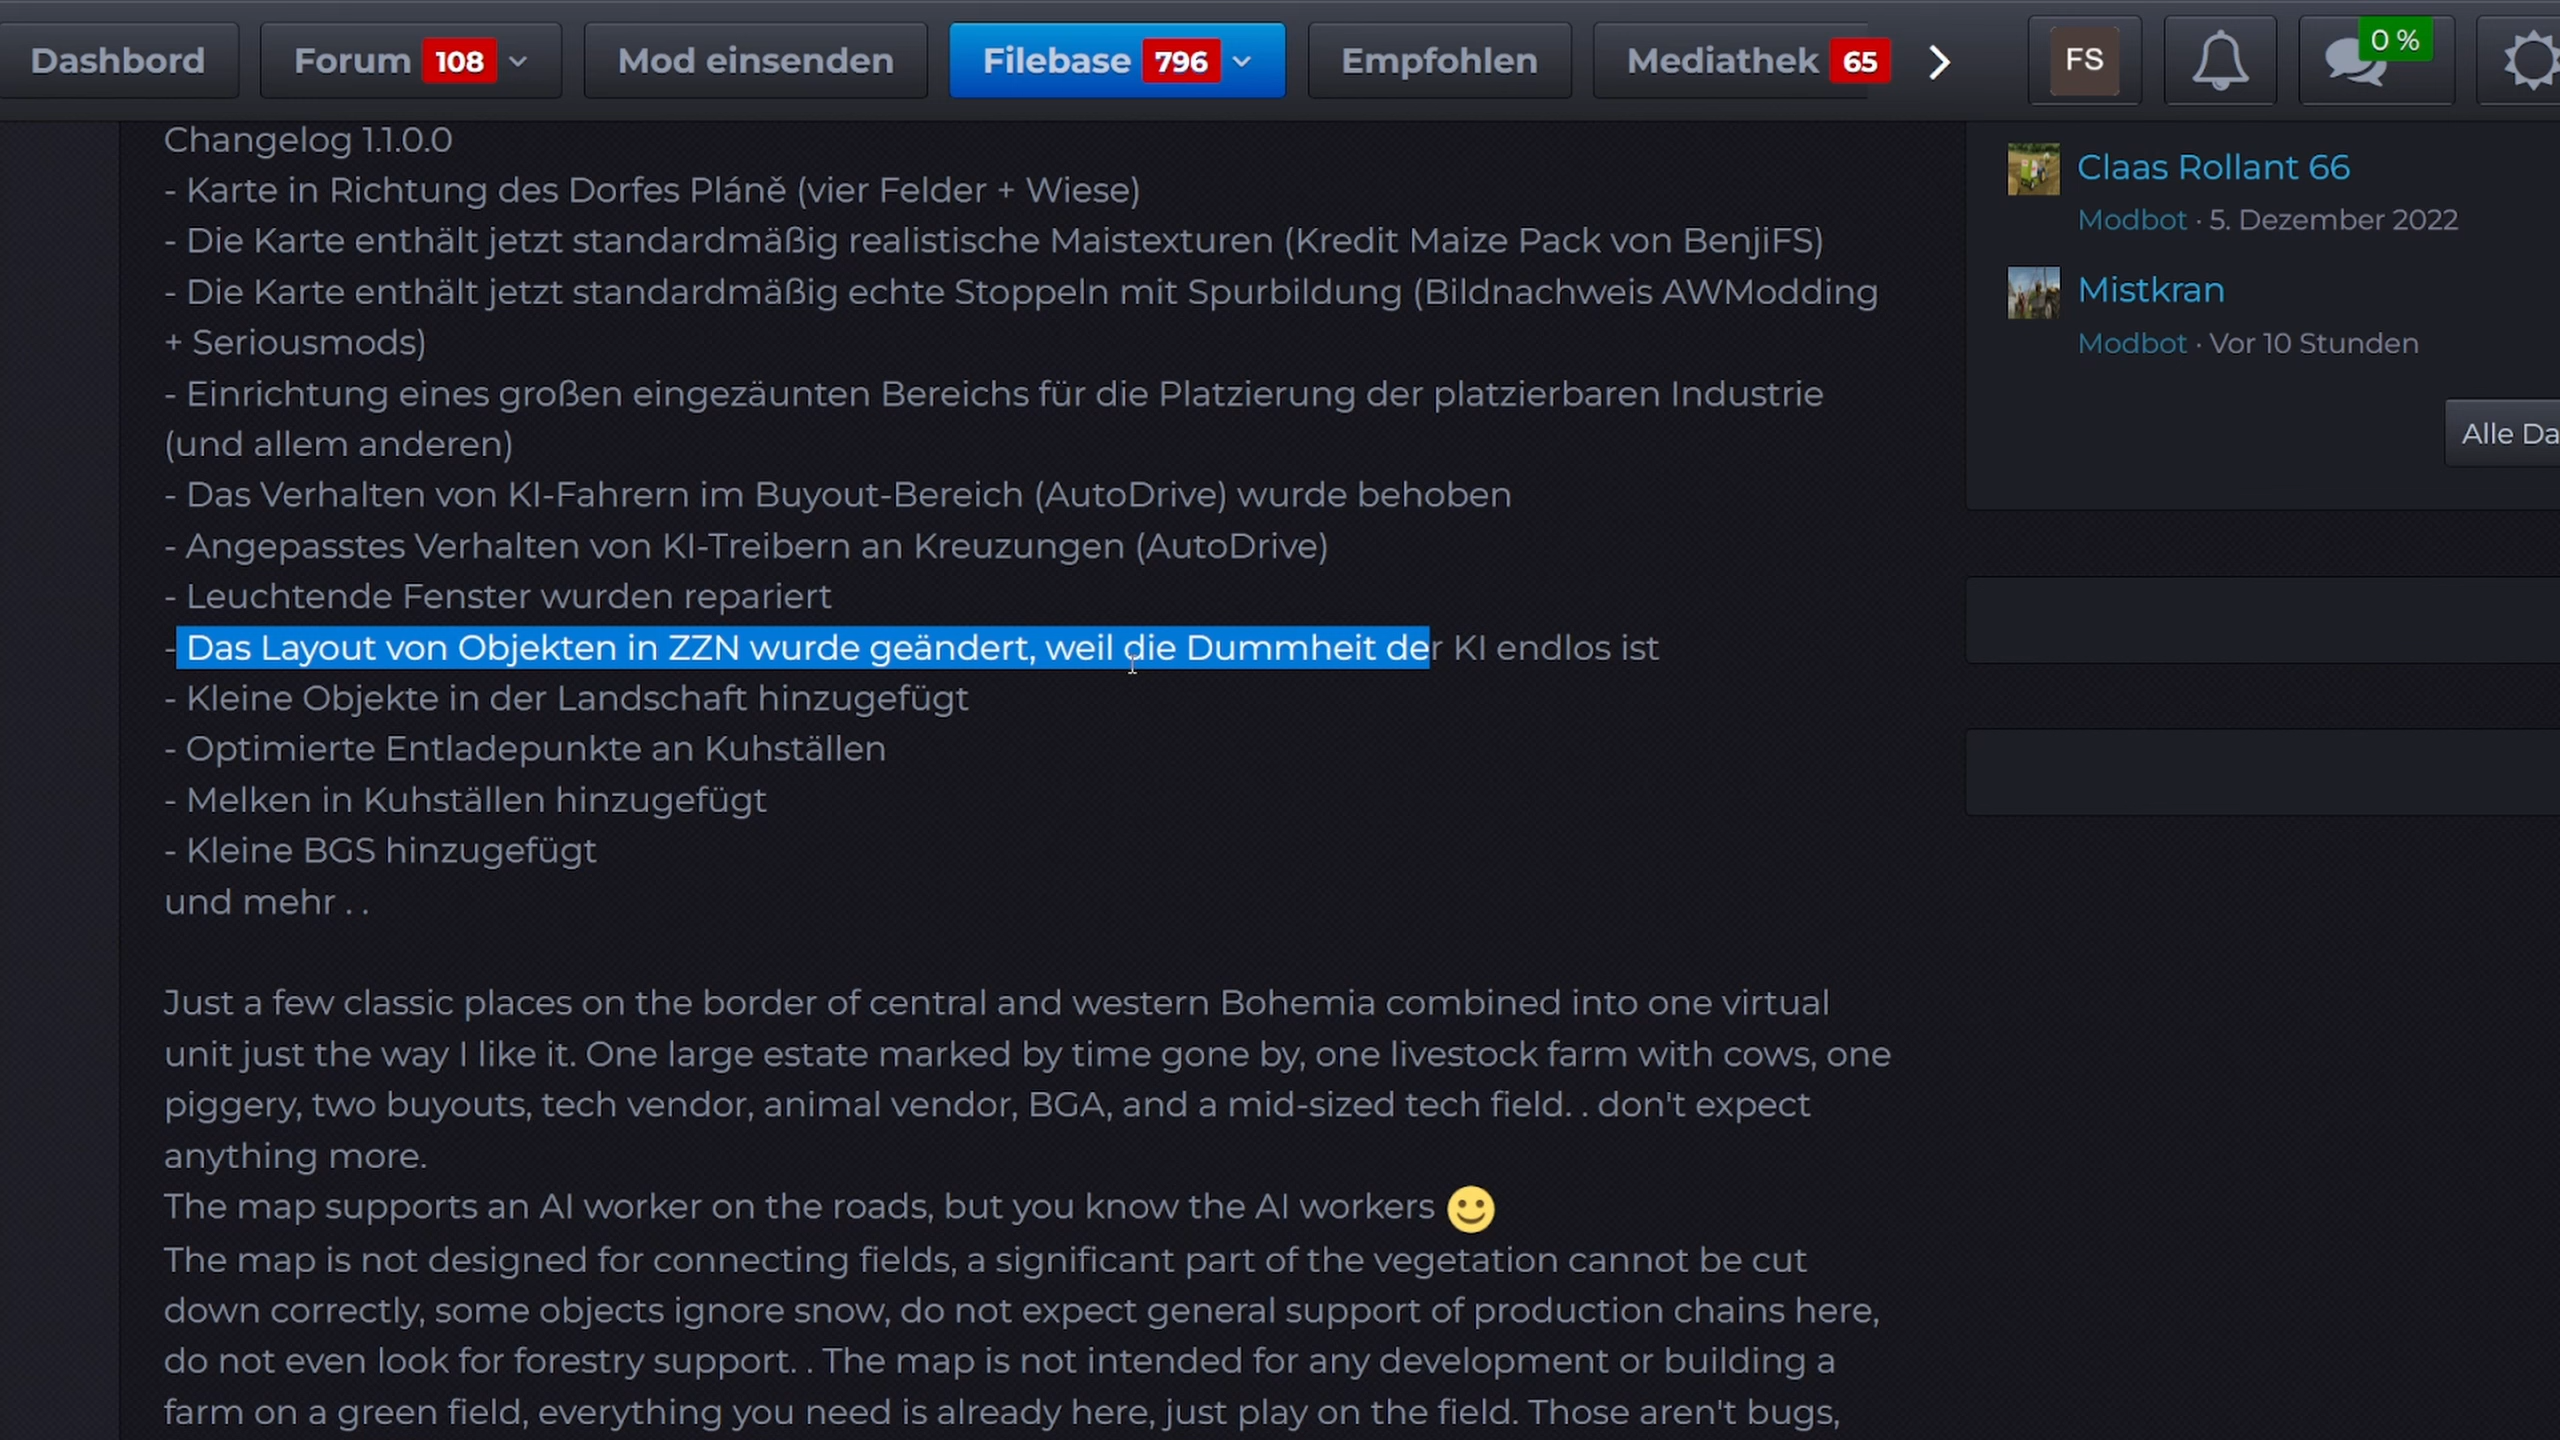 Dashbord
Forum 108
Mod einsenden
Filebase 796
Empfohlen
Mediathek 65
FS
0 %
Changelog 1.1.0.0
- Karte in Richtung des Dorfes Pláně (vier Felder + Wiese)
- Die Karte enthält jetzt standardmäßig realistische Maistexturen (Kredit Maize Pack von BenjiFS)
- Die Karte enthält jetzt standardmäßig echte Stoppeln mit Spurbildung (Bildnachweis AWModding
+ Seriousmods)
- Einrichtung eines großen eingezäunten Bereichs für die Platzierung der platzierbaren Industrie
(und allem anderen)
- Das Verhalten von KI-Fahrern im Buyout-Bereich (AutoDrive) wurde behoben
- Angepasstes Verhalten von KI-Treibern an Kreuzungen (AutoDrive)
- Leuchtende Fenster wurden repariert
- Das Layout von Objekten in ZZN wurde geändert, weil die Dummheit der KI endlos ist
- Kleine Objekte in der Landschaft hinzugefügt
- Optimierte Entladepunkte an Kuhställen
- Melken in Kuhställen hinzugefügt
- Kleine BGS hinzugefügt
und mehr . .
Just a few classic places on the border of central and western Bohemia combined into one virtual
unit just the way I like it. One large estate marked by time gone by, one livestock farm with cows, one
piggery, two buyouts, tech vendor, animal vendor, BGA, and a mid-sized tech field. . don't expect
anything more.
The map supports an AI worker on the roads, but you know the AI workers
The map is not designed for connecting fields, a significant part of the vegetation cannot be cut
down correctly, some objects ignore snow, do not expect general support of production chains here,
do not even look for forestry support. . The map is not intended for any development or building a
farm on a green field, everything you need is already here, just play on the field. Those aren't bugs,
Claas Rollant 66
Modbot · 5. Dezember 2022
Mistkran
Modbot · Vor 10 Stunden
Alle Da